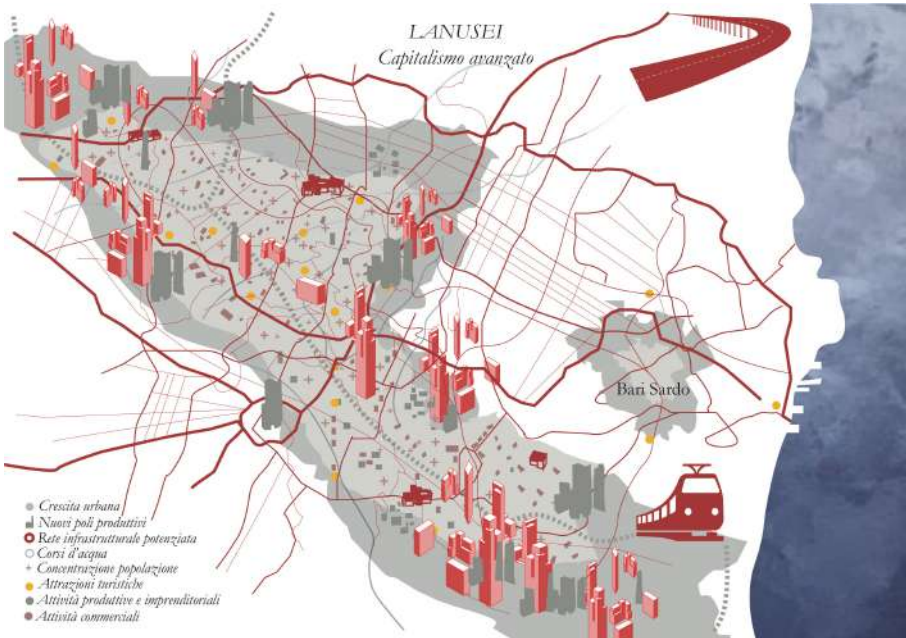 LANUSEI
Capitalismo avanzato
Bari Sardo
Crescita urbana
Nuovi poli produttivi
Rete infrastrutturale potenziata
Corsi d'acqua
Concentrazione popolazione
Attrazioni turistiche
Attività produttive e imprenditoriali
Attività commerciali